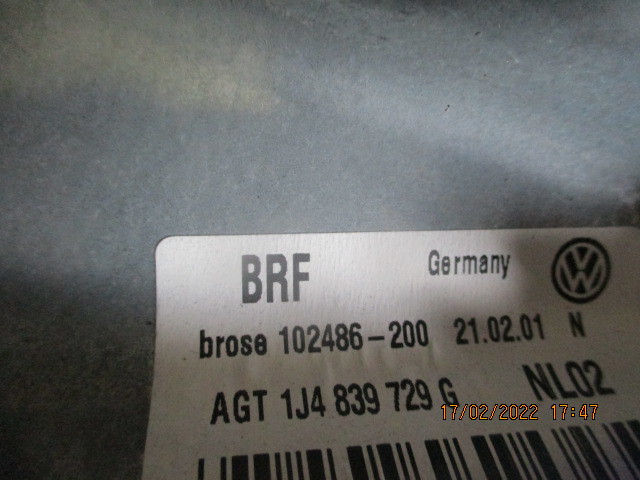 BRF Germany
brose 102486-200 21.02.01 N
AGT 1J4 839 729 G NL02
17/02/2022 17:47